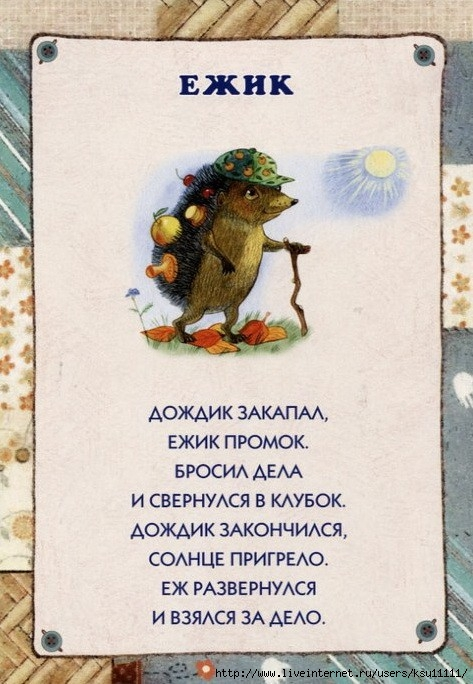 ЕЖИК
ДОЖДИК ЗАКАПАЛ,
ЕЖИК ПРОМОК.
БРОСИЛ ДЕЛА
И СВЕРНУЛСЯ В КЛУБОК.
ДОЖДИК ЗАКОНЧИЛСЯ,
СОЛНЦЕ ПРИГРЕЛО.
ЕЖ РАЗВЕРНУЛСЯ
И ВЗЯЛСЯ ЗА ДЕЛО.
http://www.liveinternet.ru/users/ksu11111/